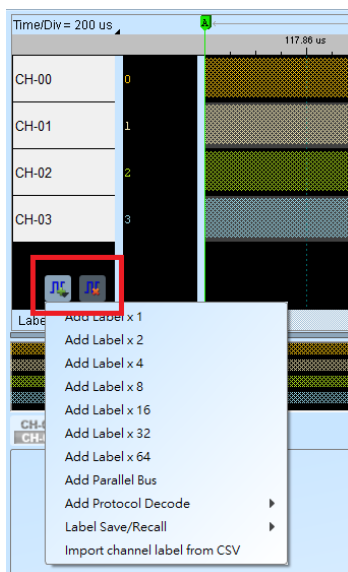 Time/Div = 200 us
A
117.86 us
CH-00
0
CH-01
1
CH-02
2
CH-03
3
Add Label x 1
Add Label x 2
Add Label x 4
Add Label x 8
Add Label x 16
Add Label x 32
Add Label x 64
Add Parallel Bus
Add Protocol Decode
Label Save/Recall
Import channel label from CSV